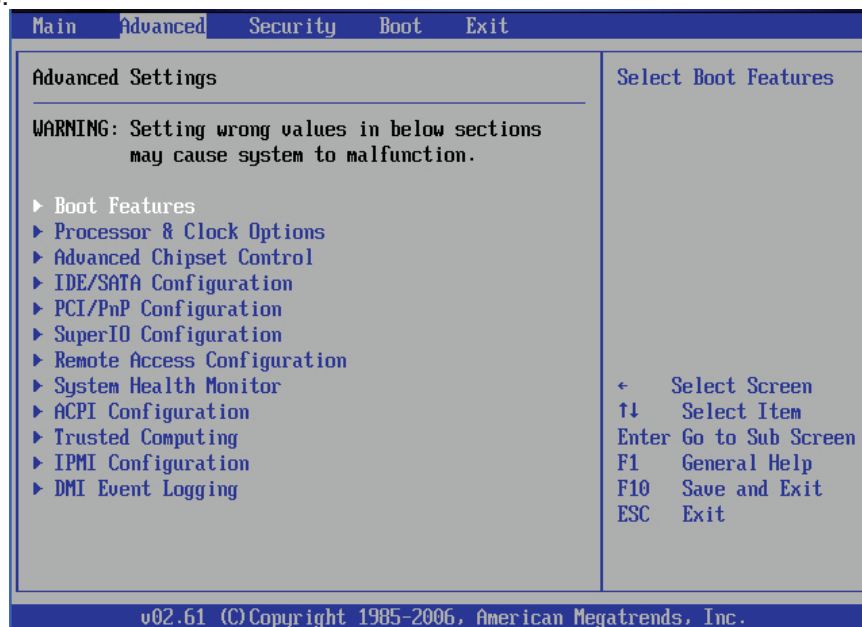 Main Advanced Security Boot Exit
Advanced Settings
WARNING: Setting wrong values in below sections
may cause system to malfunction.
▶ Boot Features
▶ Processor & Clock Options
▶ Advanced Chipset Control
▶ IDE/SATA Configuration
▶ PCI/PnP Configuration
▶ SuperIO Configuration
▶ Remote Access Configuration
▶ System Health Monitor
▶ ACPI Configuration
▶ Trusted Computing
▶ IPMI Configuration
▶ DMI Event Logging
Select Boot Features
← Select Screen
↑↓ Select Item
Enter Go to Sub Screen
F1 General Help
F10 Save and Exit
ESC Exit
v02.61 (C)Copyright 1985-2006, American Megatrends, Inc.